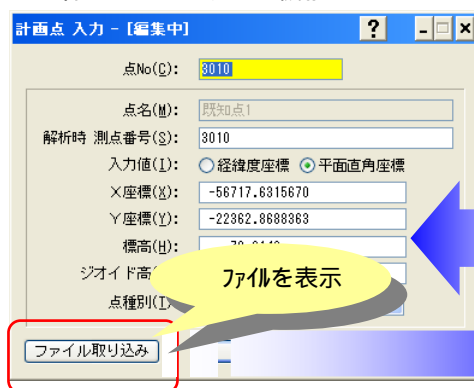 計画点 入力 - [編集中]
点No(C): 3010
点名(M): 既知点1
解析時 測点番号(S): 3010
入力値(I): 経緯度座標 平面直角座標
X座標(X): -56717.6315670
Y座標(Y): -22362.8688363
標高(H):
ジオイド高
点種別(T)
ファイルを表示
ファイル取り込み